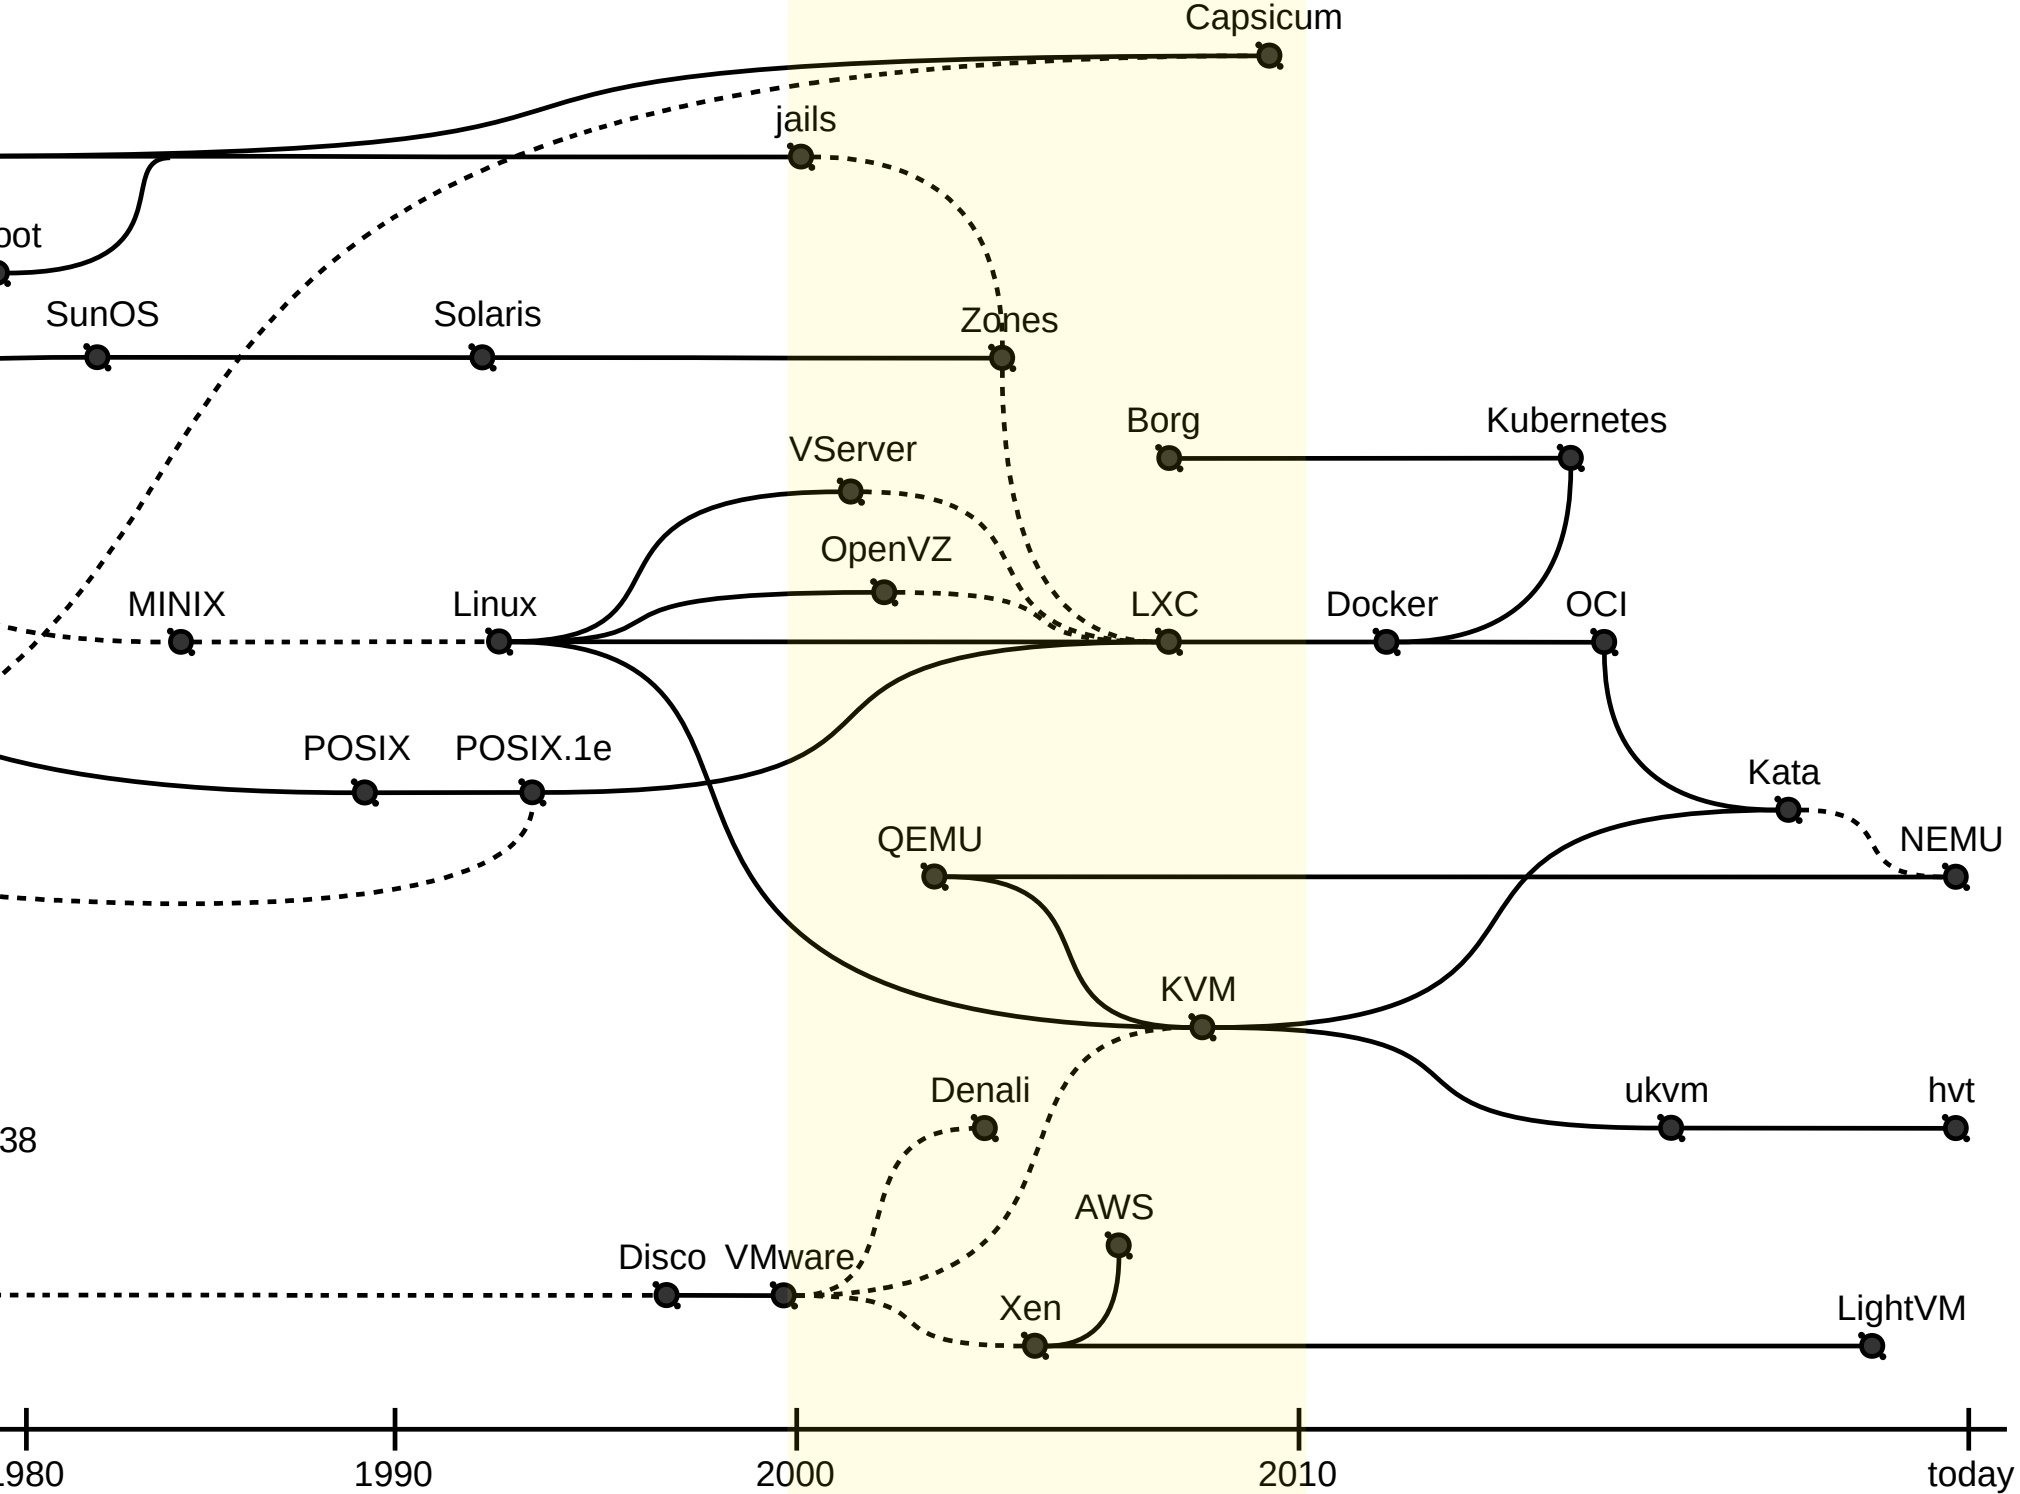 Capsicum
jails
oot
SunOS
Solaris
Zones
Borg
Kubernetes
VServer
OpenVZ
MINIX
Linux
LXC
Docker
OCI
POSIX
POSIX.1e
Kata
QEMU
NEMU
KVM
Denali
ukvm
hvt
38
AWS
Disco
VMware
Xen
LightVM
1980
1990
2000
2010
today